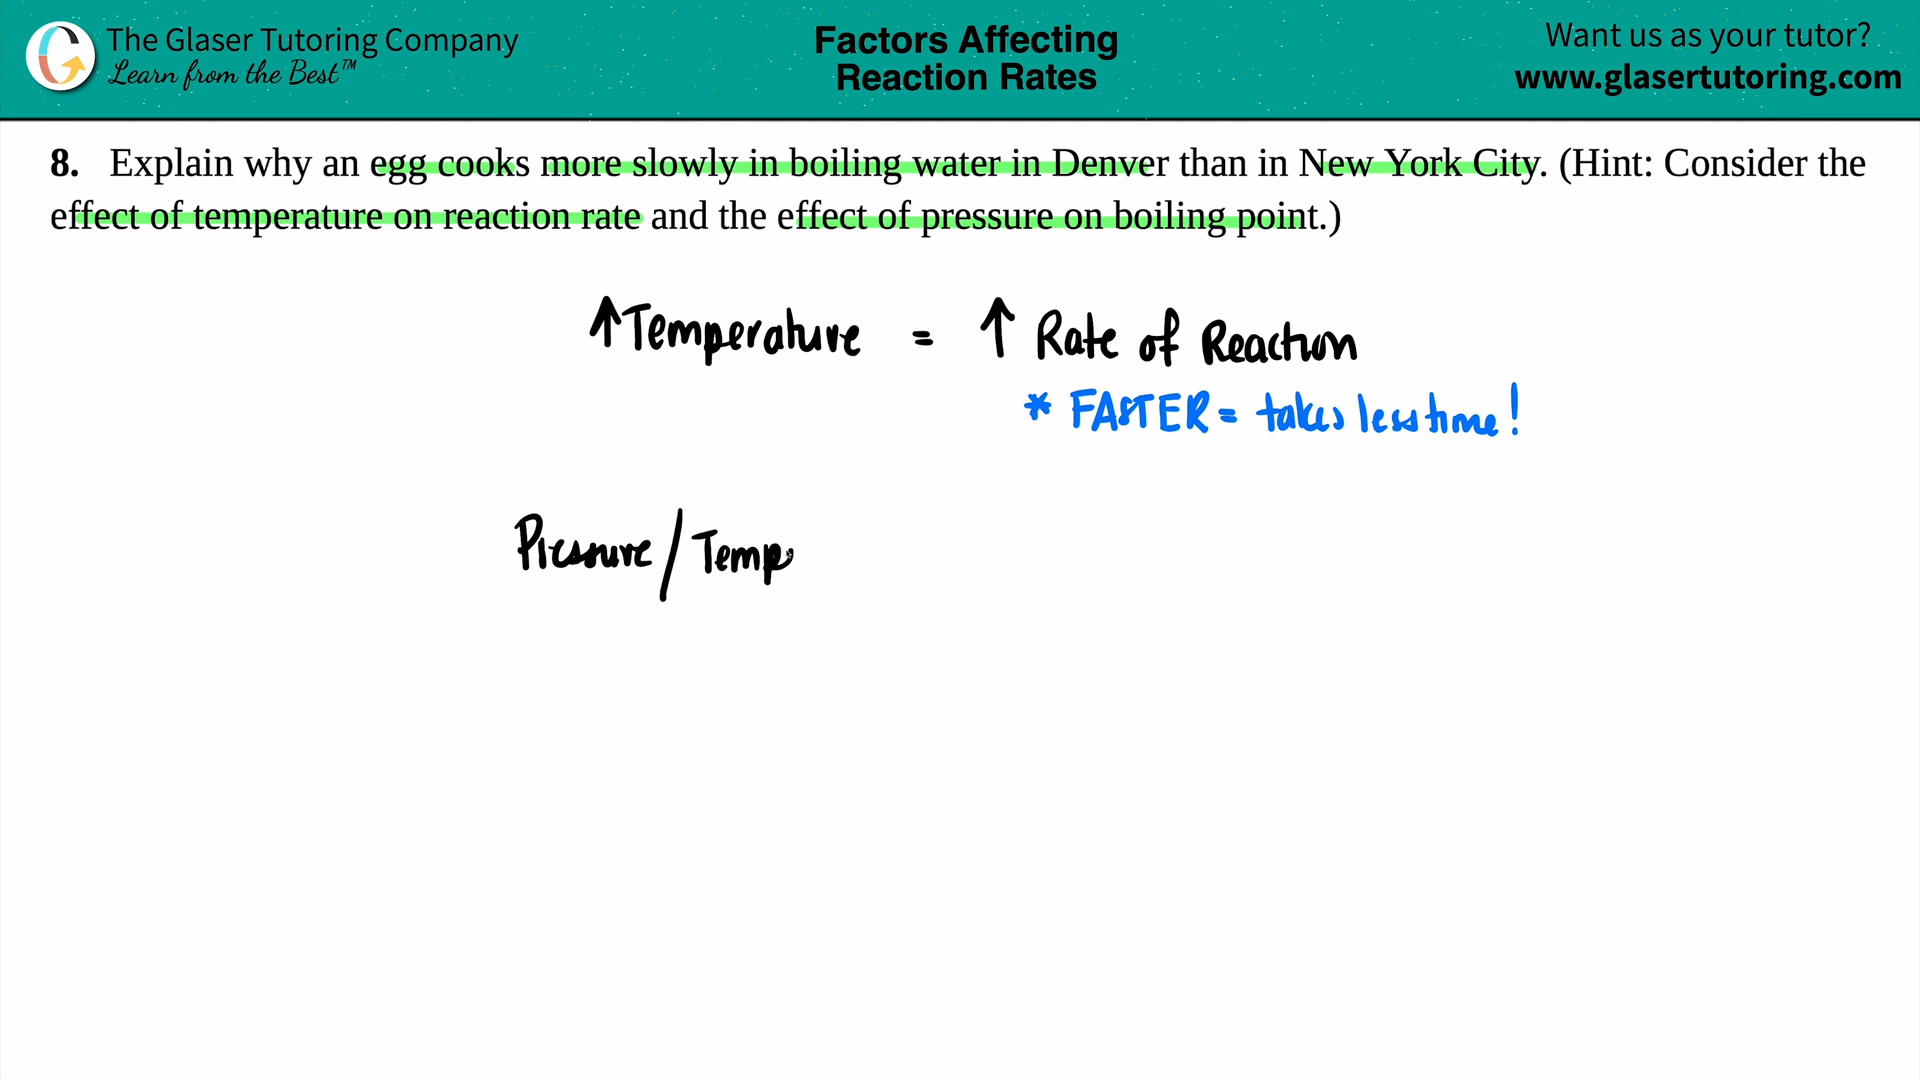 The Glaser Tutoring Company
Learn from the Best™
Factors Affecting
Reaction Rates
Want us as your tutor?
www.glasertutoring.com
8. Explain why an egg cooks more slowly in boiling water in Denver than in New York City. (Hint: Consider the
effect of temperature on reaction rate and the effect of pressure on boiling point.)
↑Temperature = ↑ Rate of Reaction
* FASTER = takes less time!
Pressure / Temp